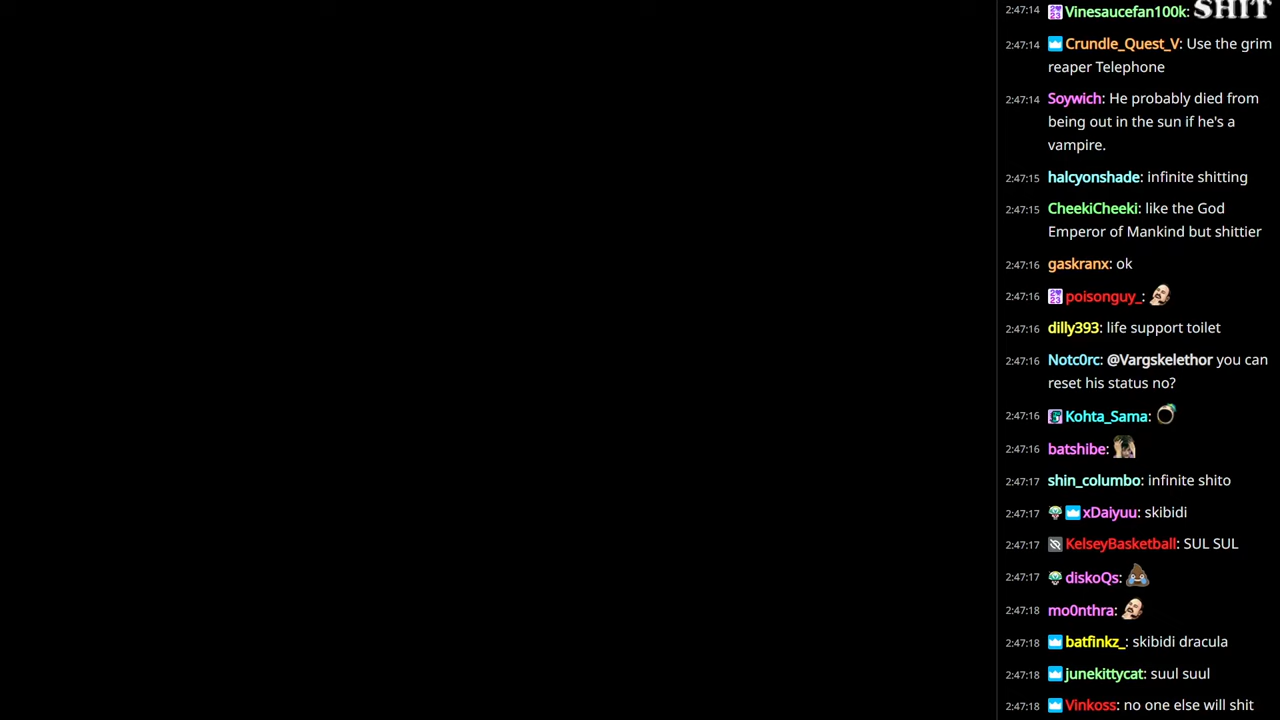 2:47:14 Vinesaucefan100k: SHIT
2:47:14 Crundle_Quest_V: Use the grim
reaper Telephone
2:47:14 Soywich: He probably died from
being out in the sun if he's a
vampire.
2:47:15 halcyonshade: infinite shitting
2:47:15 CheekiCheeki: like the God
Emperor of Mankind but shittier
2:47:16 gaskranx: ok
2:47:16 poisonguy_:
2:47:16 dilly393: life support toilet
2:47:16 Notc0rc: @Vargskelethor you can
reset his status no?
2:47:16 Kohta_Sama:
2:47:16 batshibe:
2:47:17 shin_columbo: infinite shito
2:47:17 xDaiyuu: skibidi
2:47:17 KelseyBasketball: SUL SUL
2:47:17 diskoQs:
2:47:18 mo0nthra:
2:47:18 batfinkz_: skibidi dracula
2:47:18 junekittycat: suul suul
2:47:18 Vinkoss: no one else will shit